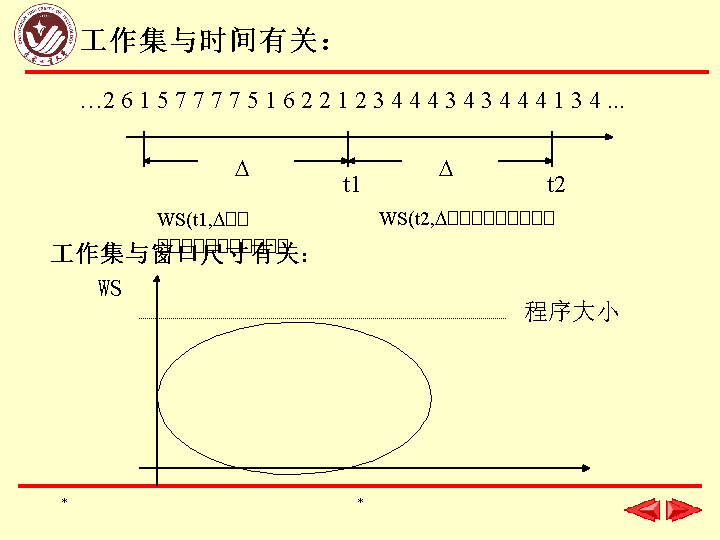 工作集与时间有关：
…2 6 1 5 7 7 7 7 5 1 6 2 2 1 2 3 4 4 4 3 4 3 4 4 4 1 3 4 ...
Δ Δ
t1 t2
WS(t1,Δ□□ WS(t2,Δ□□□□□□□□□
□□□□□□□□□□□
工作集与窗口尺寸有关：
WS
程序大小
* *